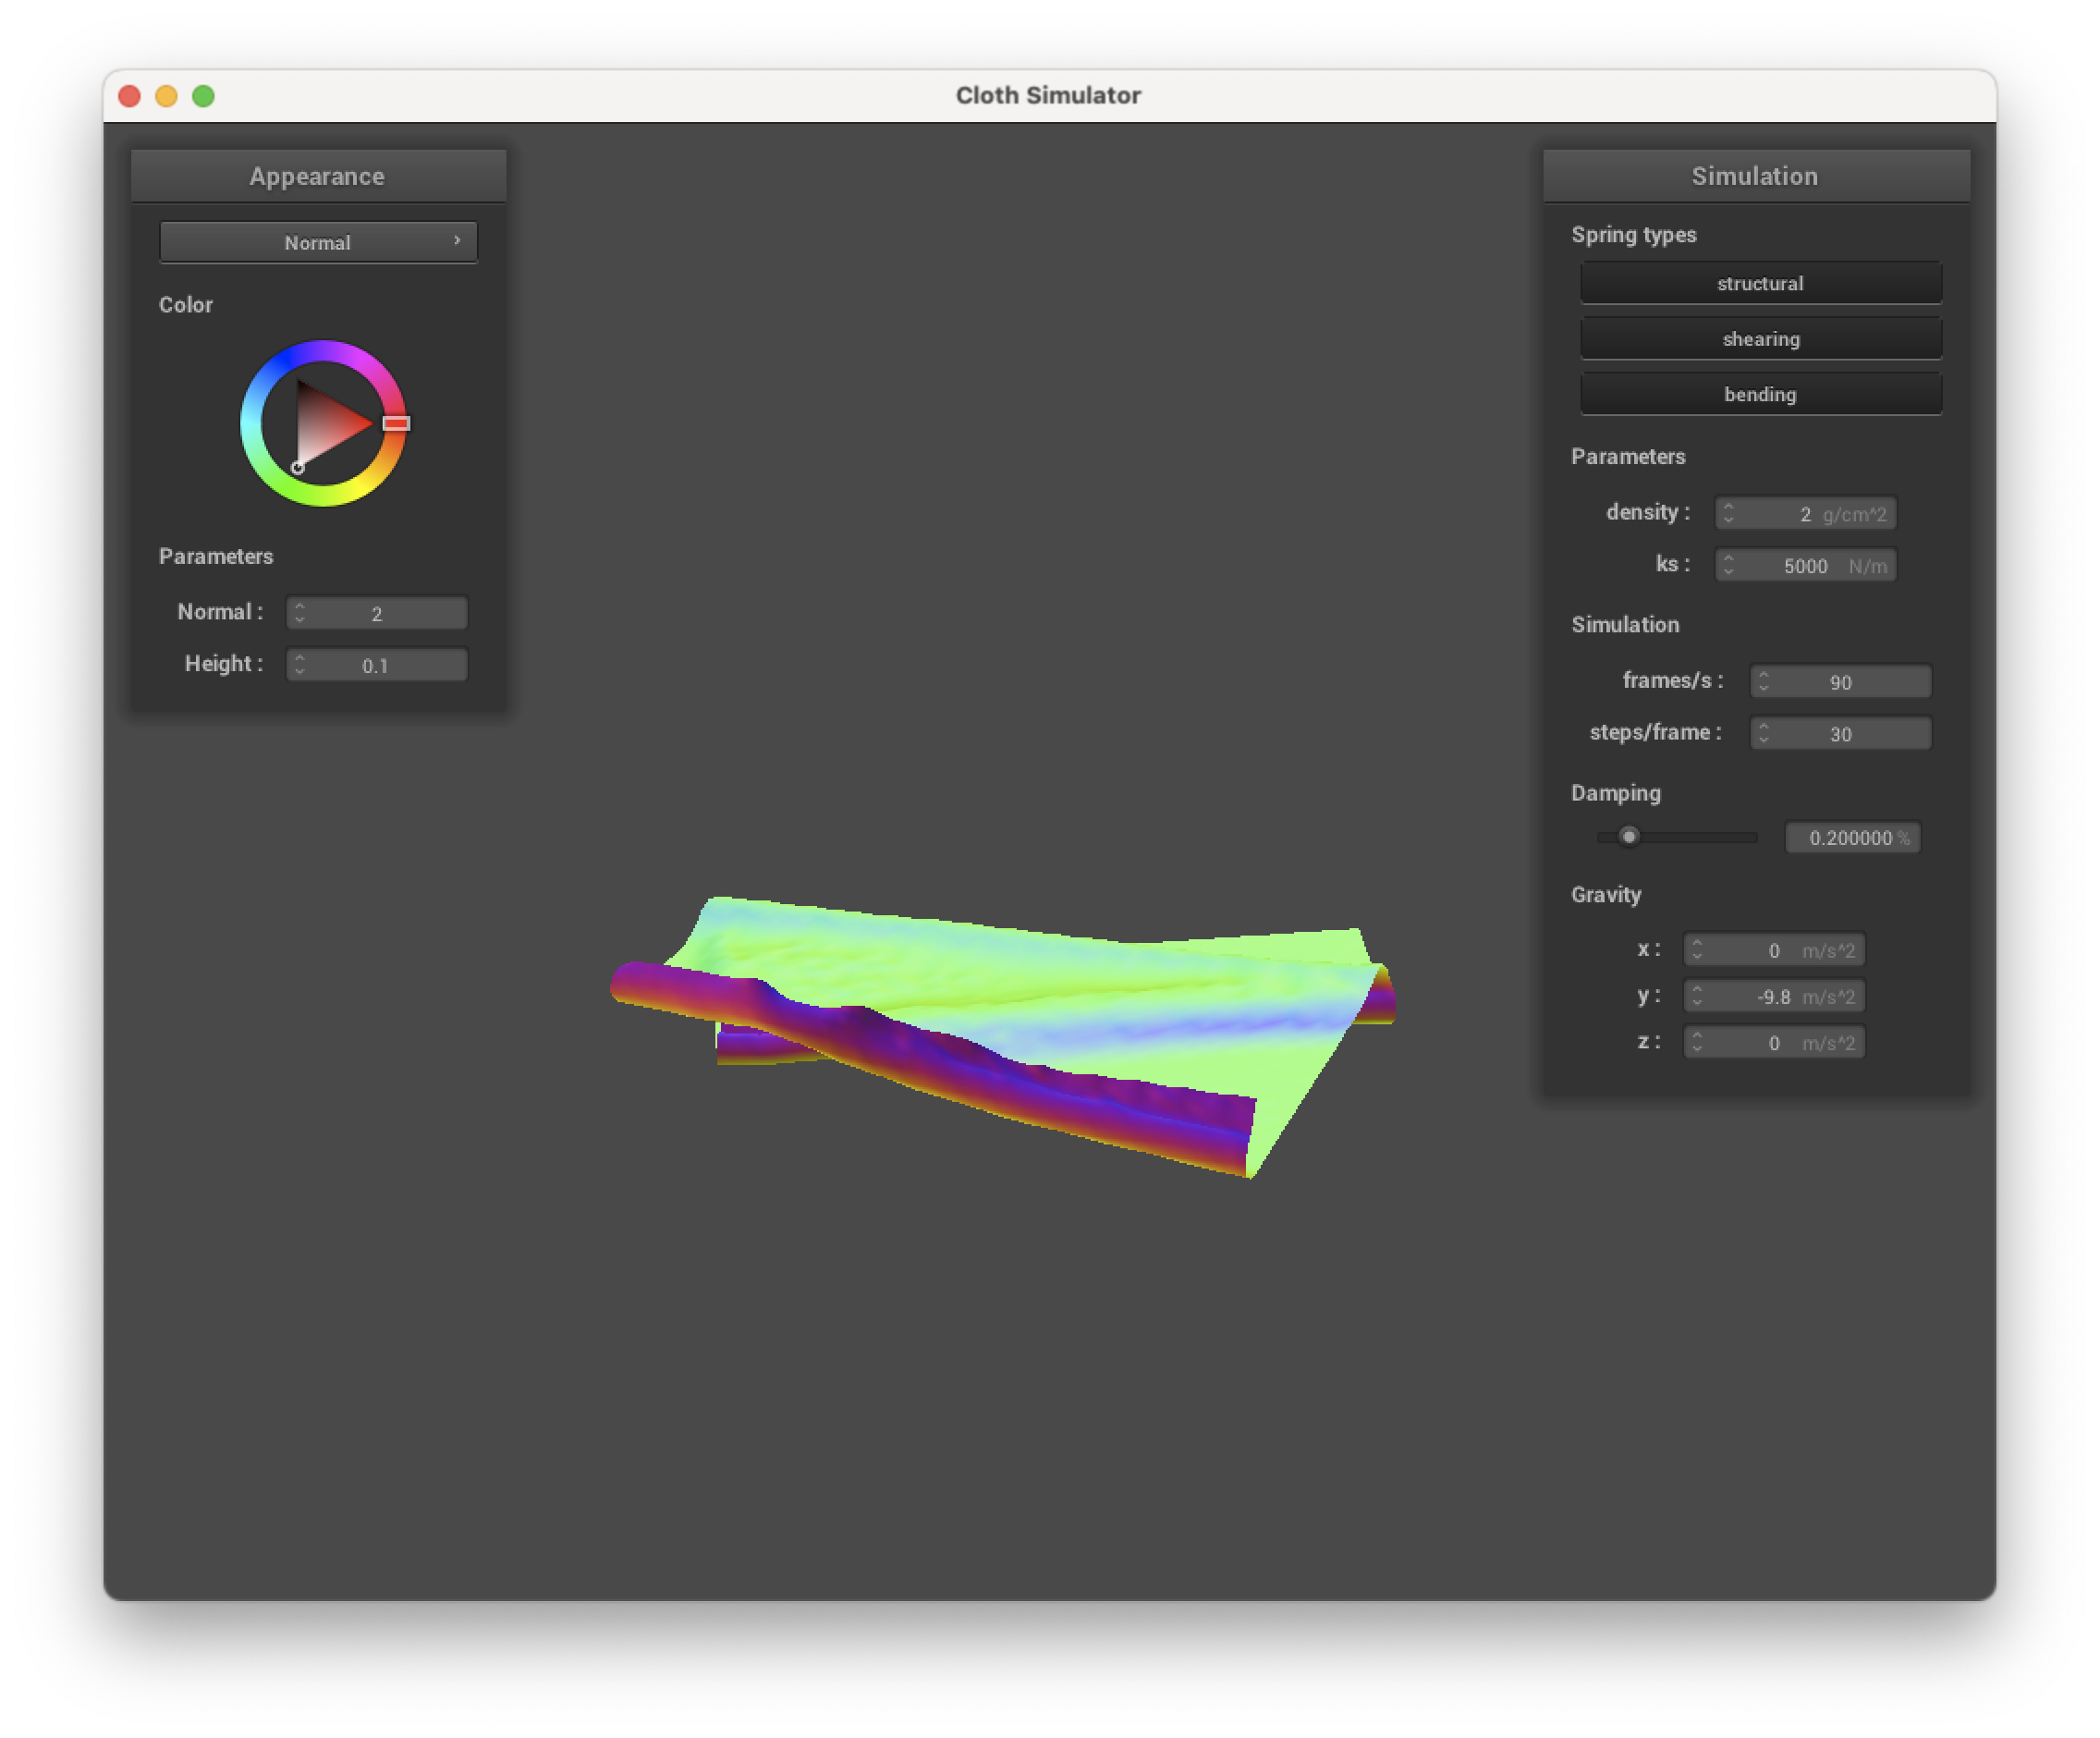 Cloth Simulator
Appearance
Normal
Color
Parameters
Normal : 2
Height : 0.1
Simulation
Spring types
structural
shearing
bending
Parameters
density : 2 g/cm^2
ks : 5000 N/m
Simulation
frames/s : 90
steps/frame : 30
Damping
0.200000 %
Gravity
x : 0 m/s^2
y : -9.8 m/s^2
z : 0 m/s^2